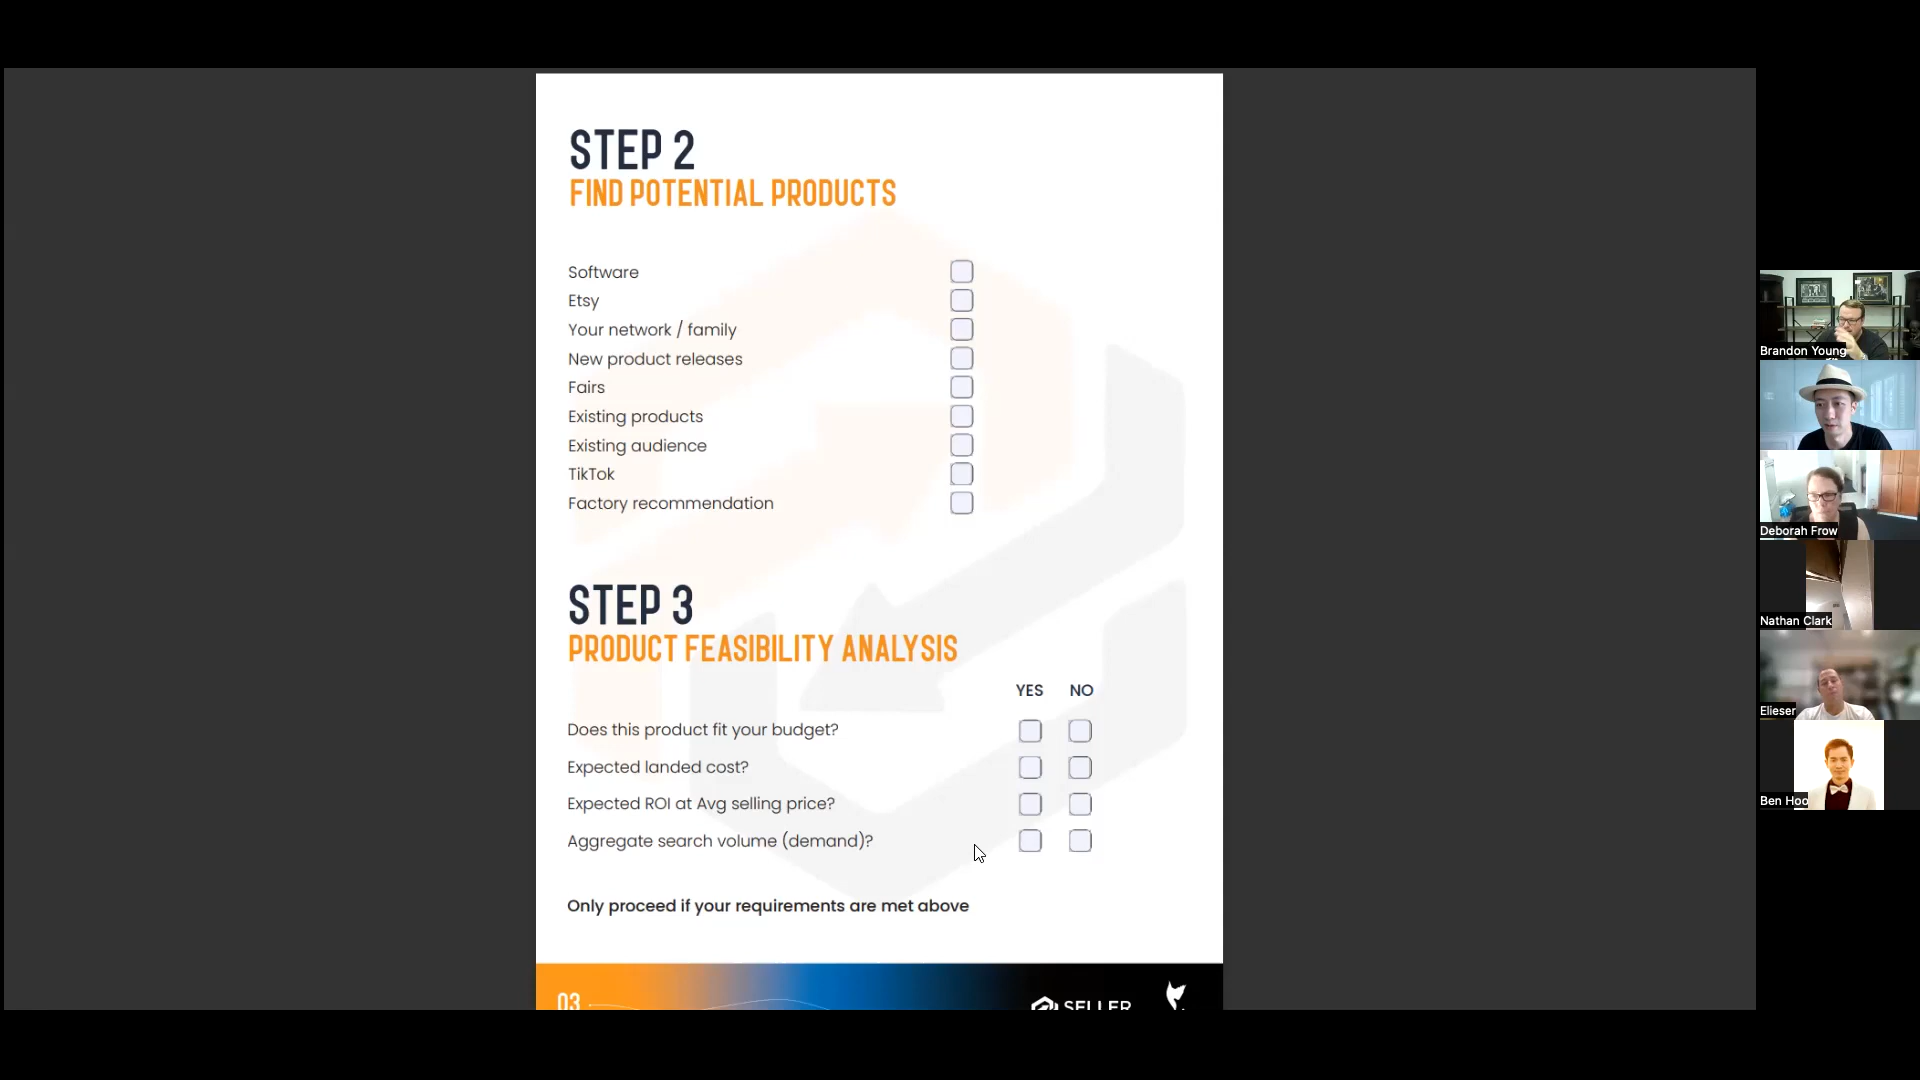 STEP 2
FIND POTENTIAL PRODUCTS
Software
Etsy
Your network / family
New product releases
Fairs
Existing products
Existing audience
TikTok
Factory recommendation
STEP 3
PRODUCT FEASIBILITY ANALYSIS
YES NO
Does this product fit your budget?
Expected landed cost?
Expected ROI at Avg selling price?
Aggregate search volume (demand)?
Only proceed if your requirements are met above
03
SELLER
Brandon Young
Deborah Frow
Nathan Clark
Elieser
Ben Hoo